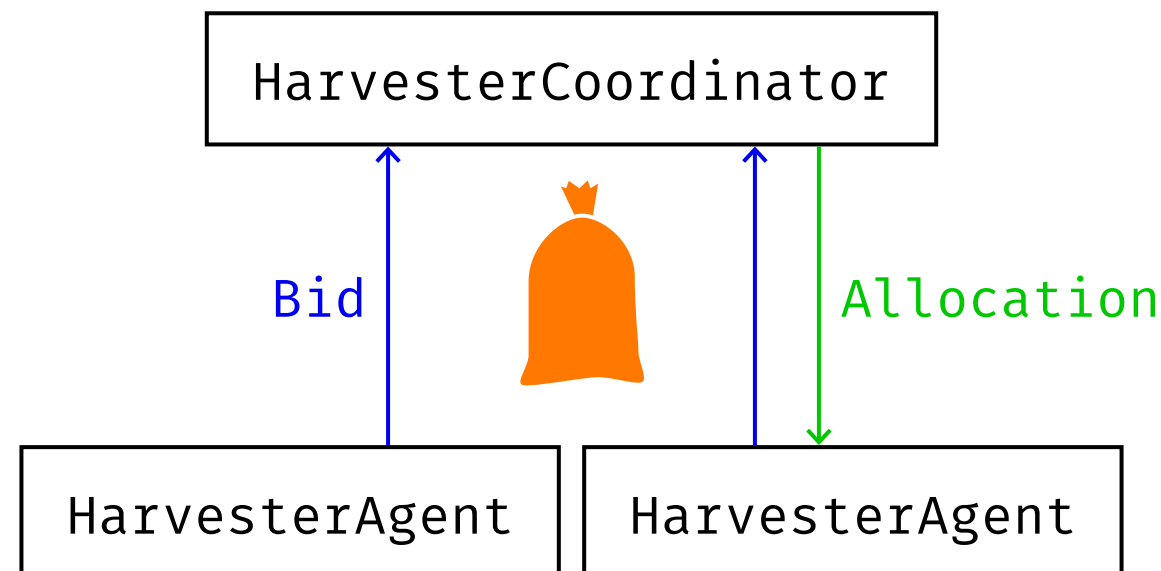 HarvesterCoordinator
Bid
Allocation
HarvesterAgent
HarvesterAgent